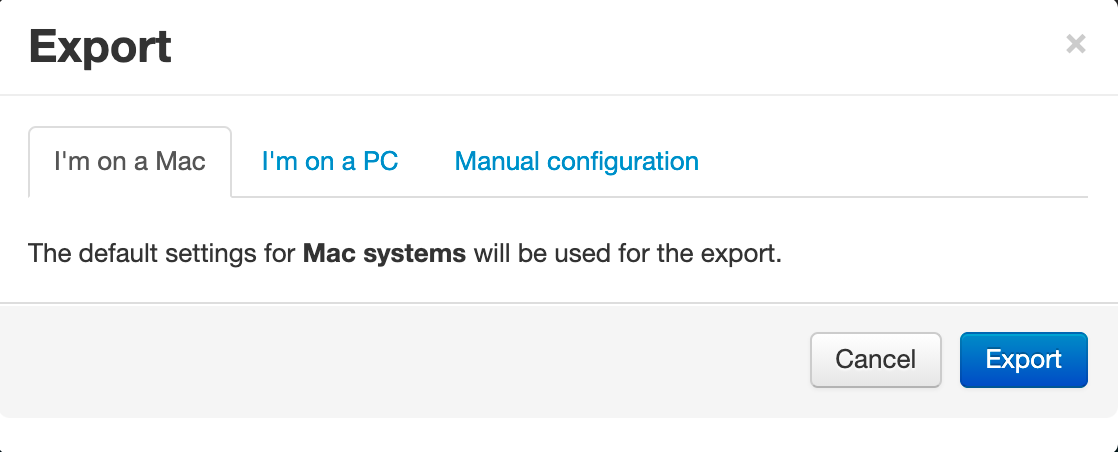 Export
×
I'm on a Mac I'm on a PC Manual configuration
The default settings for Mac systems will be used for the export.
Cancel Export